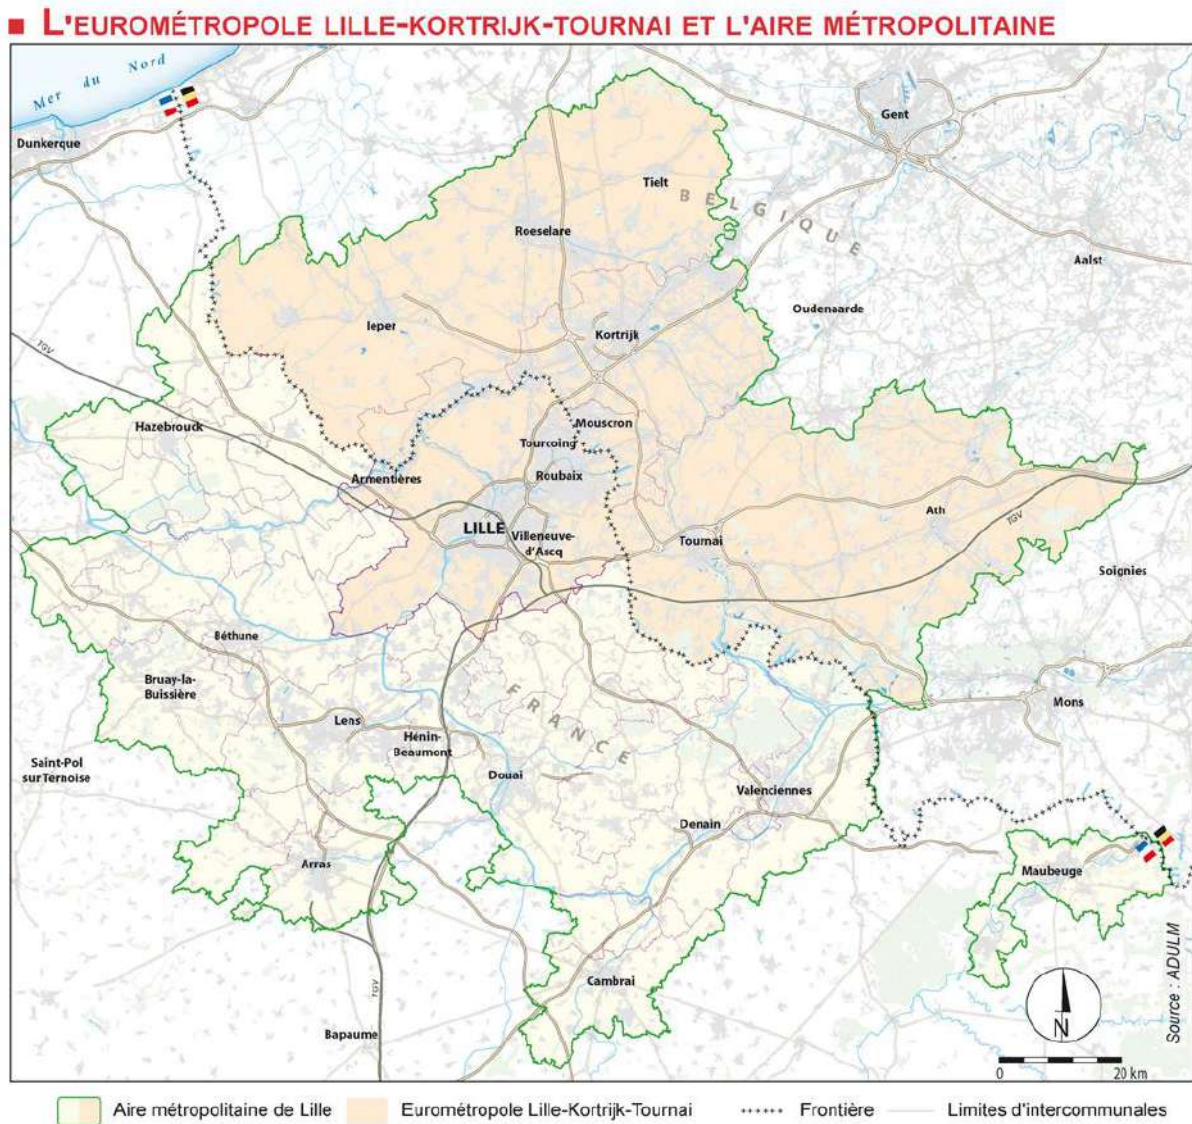 L'EUROMÉTROPOLE LILLE-KORTRIJK-TOURNAI ET L'AIRE MÉTROPOLITAINE
Mer du Nord
Dunkerque
Gent
Tielt
BELGIQUE
Roeselare
Aalst
Oudenaarde
Ieper
Kortrijk
TGV
Hazebrouck
Mouscron
Tourcoing
Armentières
Roubaix
LILLE
Villeneuve-
d'Ascq
Tournai
Ath
TGV
Soignies
Béthune
Bruay-la-
Buissière
FRANCE
Mons
Lens
Hénin-
Beaumont
Saint-Pol
sur Ternoise
Douai
Valenciennes
Denain
Arras
Maubeuge
Cambrai
TGV
Bapaume
N
Source : ADULM
0 20 km
Aire métropolitaine de Lille
Eurométropole Lille-Kortrijk-Tournai
Frontière
Limites d'intercommunales